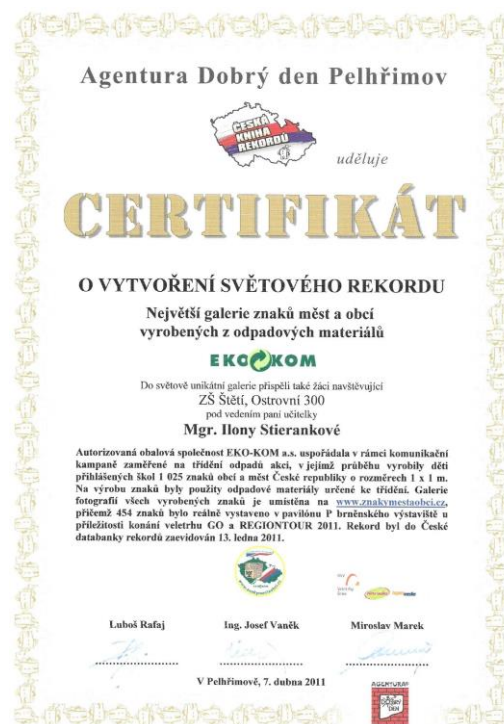 Agentura Dobrý den Pelhřimov
ČESKÁ
KNIHA
REKORDŮ
uděluje
CERTIFIKÁT
O VYTVOŘENÍ SVĚTOVÉHO REKORDU
Největší galerie znaků měst a obcí
vyrobených z odpadových materiálů
EKO KOM
Do světově unikátní galerie přispěli také žáci navštěvující
ZŠ Štětí, Ostrovní 300
pod vedením paní učitelky
Mgr. Ilony Stierankové
Autorizovaná obalová společnost EKO-KOM a.s. uspořádala v rámci komunikační
kampaně zaměřené na třídění odpadů akci, v jejímž průběhu vyrobily děti
přihlášených škol 1 025 znaků obcí a měst České republiky o rozměrech 1 x 1 m.
Na výrobu znaků byly použity odpadové materiály určené ke třídění. Galerie
fotografií všech vyrobených znaků je umístěna na www.znakymestaobci.cz,
přičemž 454 znaků bylo reálně vystaveno v pavilónu P brněnského výstaviště u
příležitosti konání veletrhu GO a REGIONTOUR 2011. Rekord byl do České
databanky rekordů zaevidován 13. ledna 2011.
Luboš Rafaj Ing. Josef Vaněk Miroslav Marek
V Pelhřimově, 7. dubna 2011
AGENTURA
DOBRÝ
DEN